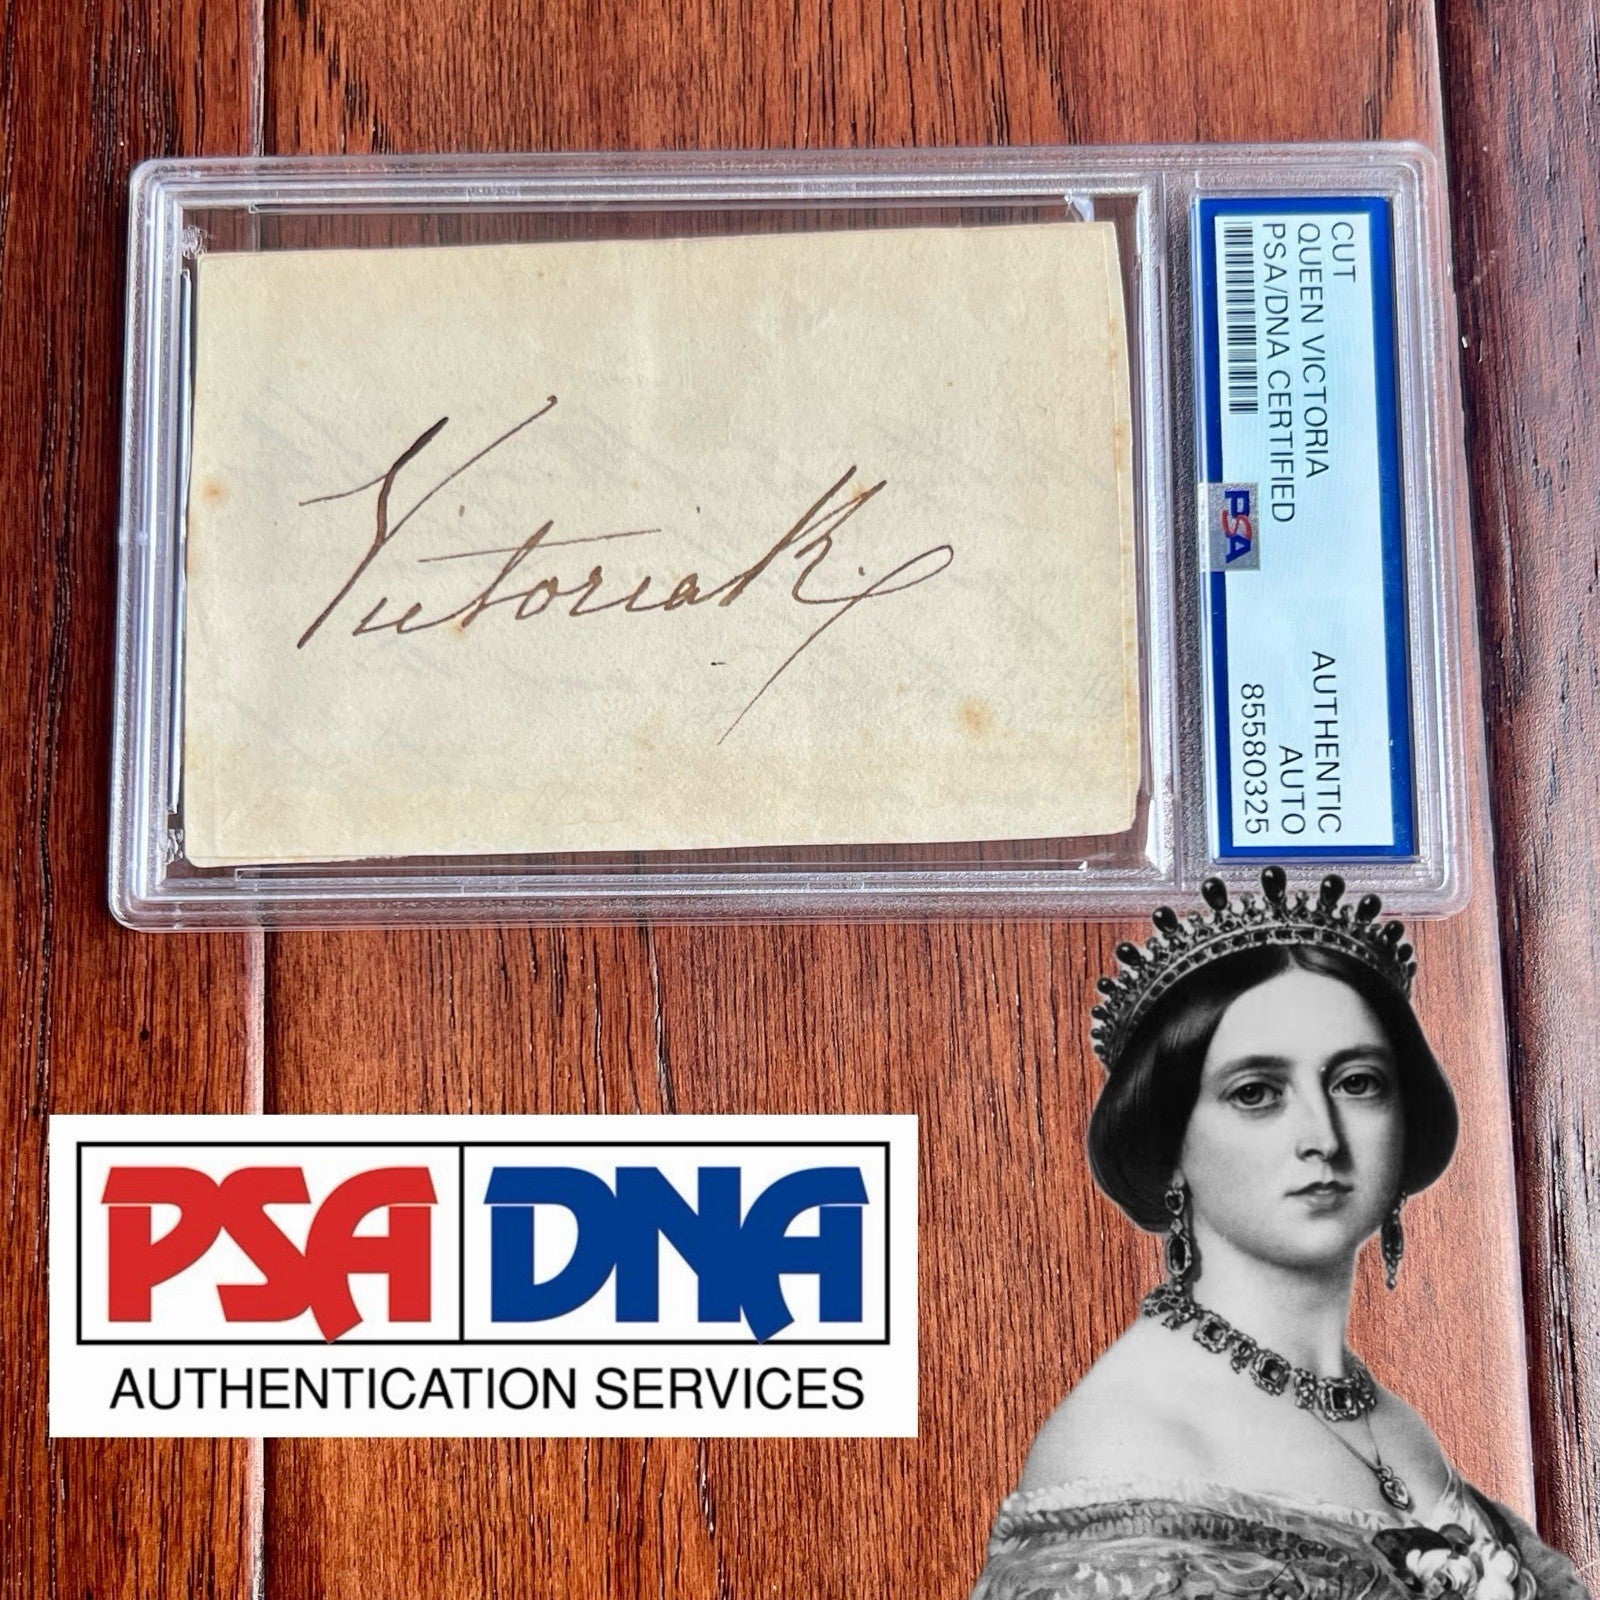 Victoria R.
CUT
QUEEN VICTORIA
PSA/DNA CERTIFIED
PSA
AUTHENTIC
AUTO
85580325
PSA DNA
AUTHENTICATION SERVICES